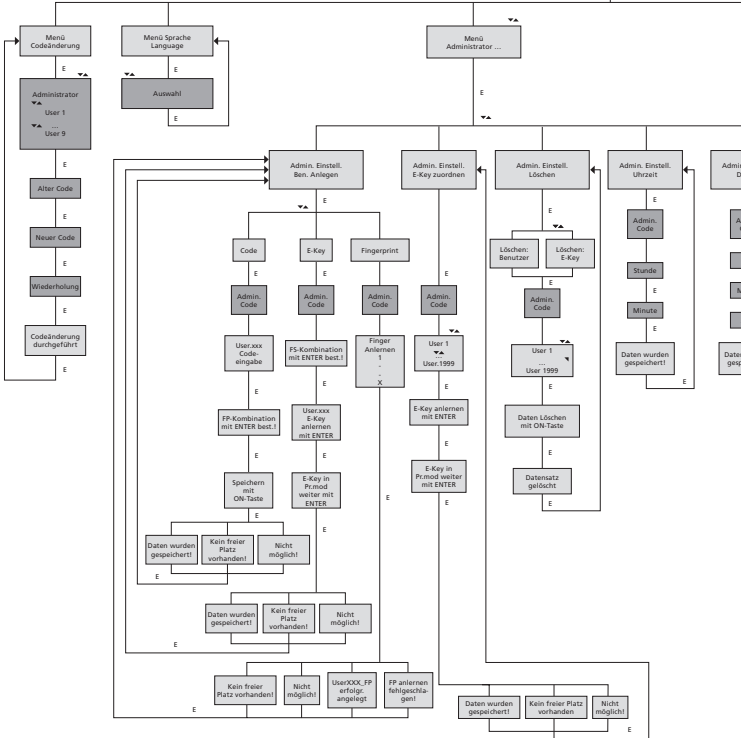 Menü
Codeänderung
E
Administrator
User 1
...
User 9
E
Alter Code
E
Neuer Code
E
Wiederholung
E
Codeänderung
durchgeführt
E
Menü Sprache
Language
E
Auswahl
E
Menü
Administrator ...
E
Admin. Einstell.
Ben. Anlegen
E
Code
E
Admin.
Code
User.xxx
Code-
eingabe
E
FP-Kombination
mit ENTER best.!
E
Speichern
mit
ON-Taste
E
Daten wurden
gespeichert!
Kein freier
Platz
vorhanden!
Nicht
möglich!
E
E-Key
E
Admin.
Code
FS-Kombination
mit ENTER best.!
E
User.xxx
E-Key
anlernen
mit ENTER
E
E-Key in
Pr.mod
weiter mit
ENTER
E
Daten wurden
gespeichert!
Kein freier
Platz
vorhanden!
Nicht
möglich!
E
Fingerprint
Admin.
Code
Finger
Anlernen
1
-
-
X
E
Kein freier
Platz vorhanden!
Nicht
möglich!
UserXXX_FP
erfolgr.
angelegt
FP anlernen
fehlgeschla-
gen!
E
Admin. Einstell.
E-Key zuordnen
E
Admin.
Code
User 1
...
User.1999
E
E-Key anlernen
mit ENTER
E
E-Key in
Pr.mod weiter
mit ENTER
E
Daten wurden
gespeichert!
Kein freier Platz
vorhanden
Nicht
möglich!
E
Admin. Einstell.
Löschen
E
Löschen:
Benutzer
Löschen:
E-Key
E
Admin.
Code
User 1
...
User 1999
E
Daten Löschen
mit ON-Taste
E
Datensatz
gelöscht
E
Admin. Einstell.
Uhrzeit
E
Admin.
Code
E
Stunde
E
Minute
E
Daten wurden
gespeichert!
E